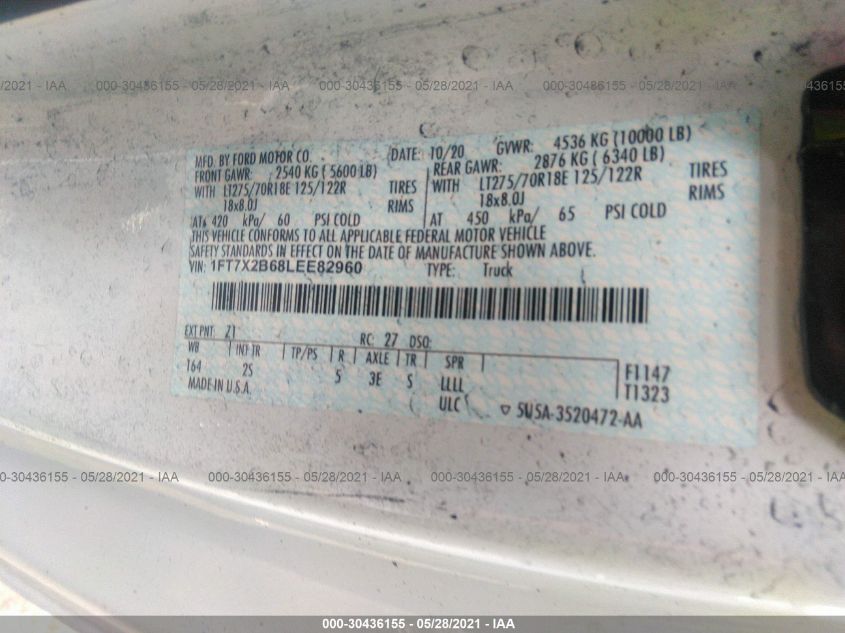 5/28/2021 - IAA 000-30436155 - 05/28/2021 - IAA 000-30436155 - 05/28/2021 - IAA 000-30436155 - 05/28/2021 - IAA
MFD. BY FORD MOTOR CO. DATE: 10/20 GVWR: 4536 KG (10000 LB)
FRONT GAWR: 2540 KG ( 5600 LB) REAR GAWR: 2876 KG ( 6340 LB)
WITH LT275/70R18E 125/122R TIRES WITH LT275/70R18E 125/122R TIRES
18x8.0J RIMS 18x8.0J RIMS
AT 420 kPa/ 60 PSI COLD AT 450 kPa/ 65 PSI COLD
THIS VEHICLE CONFORMS TO ALL APPLICABLE FEDERAL MOTOR VEHICLE
SAFETY STANDARDS IN EFFECT ON THE DATE OF MANUFACTURE SHOWN ABOVE.
VIN: 1FT7X2B68LEE82960 TYPE: Truck
EXT PNT: Z1 RC: 27 DSO:
WB INT TR TP/PS R AXLE TR SPR F1147
164 2S 5 3E S LLLL T1323
MADE IN U.S.A. ULC ▽ 5U5A-3520472-AA
0-30436155 - 05/28/2021 - IAA 000-30436155 - 05/28/2021 - IAA 000-30436155 - 05/28/2021 - IAA 000-30436155 - 05/28/2021 - IAA
000-30436155 - 05/28/2021 - IAA